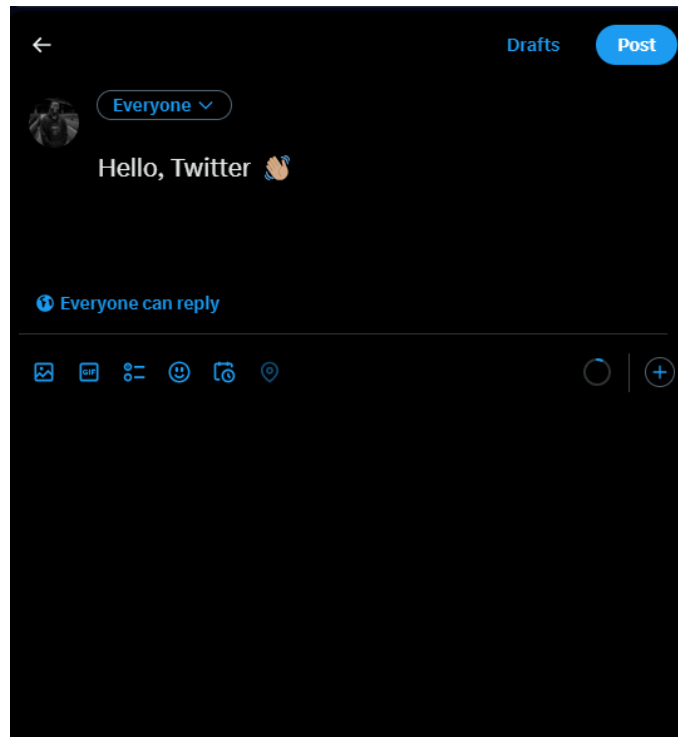 Drafts Post
Everyone
Hello, Twitter 👋🏼
Everyone can reply
GIF